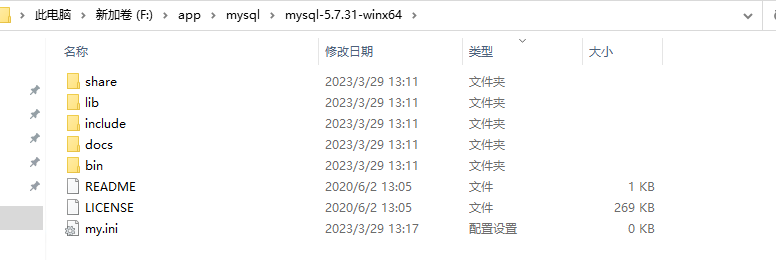 此电脑 > 新加卷 (F:) > app > mysql > mysql-5.7.31-winx64 >
名称 修改日期 类型 大小
share 2023/3/29 13:11 文件夹
lib 2023/3/29 13:11 文件夹
include 2023/3/29 13:11 文件夹
docs 2023/3/29 13:11 文件夹
bin 2023/3/29 13:11 文件夹
README 2020/6/2 13:05 文件 1 KB
LICENSE 2020/6/2 13:05 文件 269 KB
my.ini 2023/3/29 13:17 配置设置 0 KB